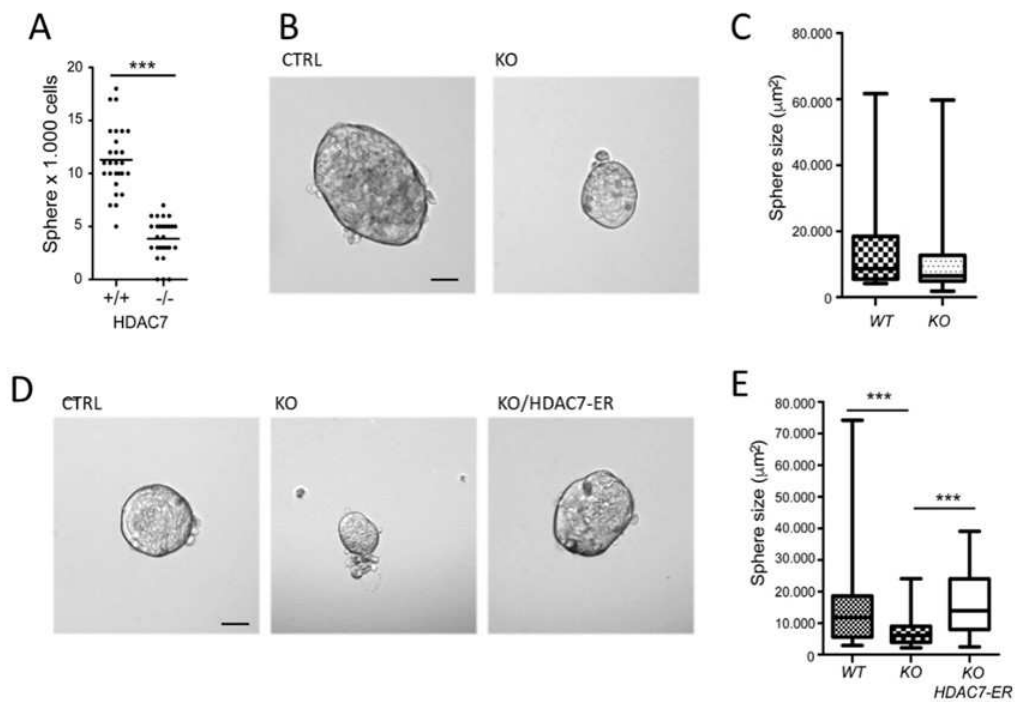 A
Sphere x 1.000 cells
20
15
10
5
0
***
+/+ -/-
HDAC7
B
CTRL KO
C
Sphere size (µm²)
80.000
60.000
40.000
20.000
0
WT KO
D
CTRL KO KO/HDAC7-ER
E
Sphere size (µm²)
80.000
70.000
60.000
50.000
40.000
30.000
20.000
10.000
0
***
***
WT KO KO
HDAC7-ER